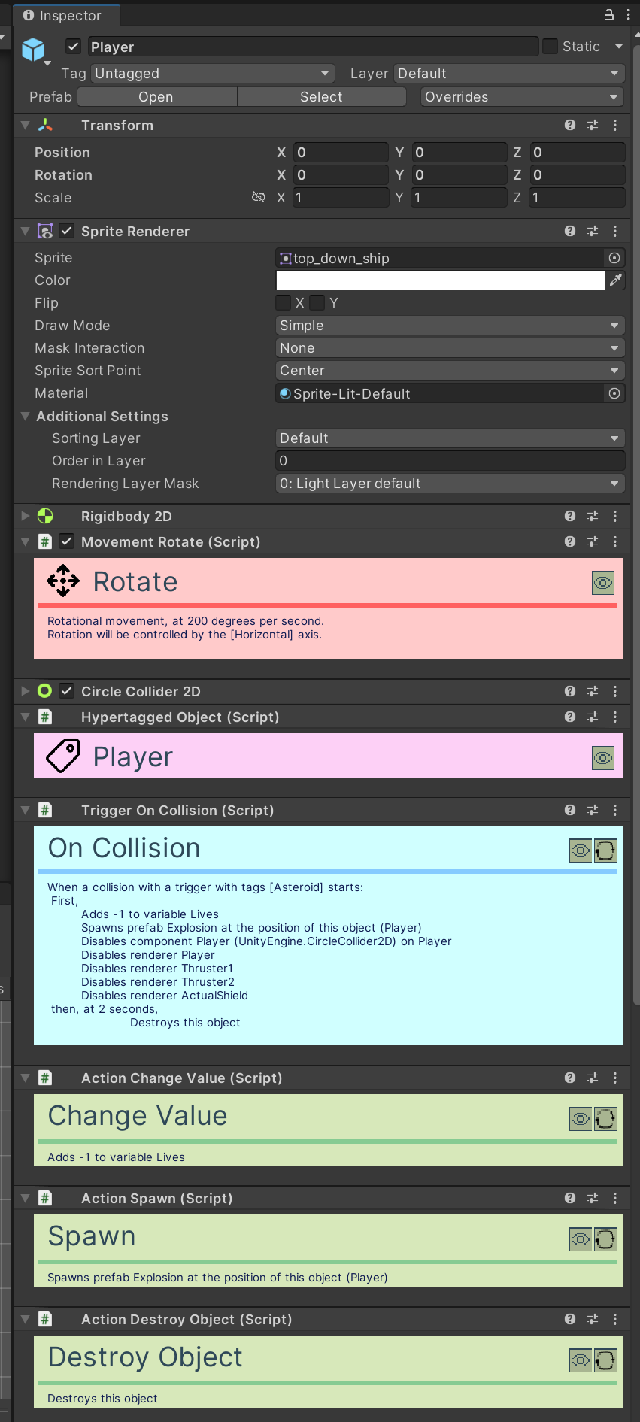 Inspector
Player
Static
Tag Untagged Layer Default
Prefab Open Select Overrides
Transform
Position X 0 Y 0 Z 0
Rotation X 0 Y 0 Z 0
Scale X 1 Y 1 Z 1
Sprite Renderer
Sprite top_down_ship
Color
Flip X Y
Draw Mode Simple
Mask Interaction None
Sprite Sort Point Center
Material Sprite-Lit-Default
Additional Settings
Sorting Layer Default
Order in Layer 0
Rendering Layer Mask 0: Light Layer default
Rigidbody 2D
Movement Rotate (Script)
Rotate
Rotational movement, at 200 degrees per second.
Rotation will be controlled by the [Horizontal] axis.
Circle Collider 2D
Hypertagged Object (Script)
Player
Trigger On Collision (Script)
On Collision
When a collision with a trigger with tags [Asteroid] starts:
First,
Adds -1 to variable Lives
Spawns prefab Explosion at the position of this object (Player)
Disables component Player (UnityEngine.CircleCollider2D) on Player
Disables renderer Player
Disables renderer Thruster1
Disables renderer Thruster2
Disables renderer ActualShield
then, at 2 seconds,
Destroys this object
Action Change Value (Script)
Change Value
Adds -1 to variable Lives
Action Spawn (Script)
Spawn
Spawns prefab Explosion at the position of this object (Player)
Action Destroy Object (Script)
Destroy Object
Destroys this object